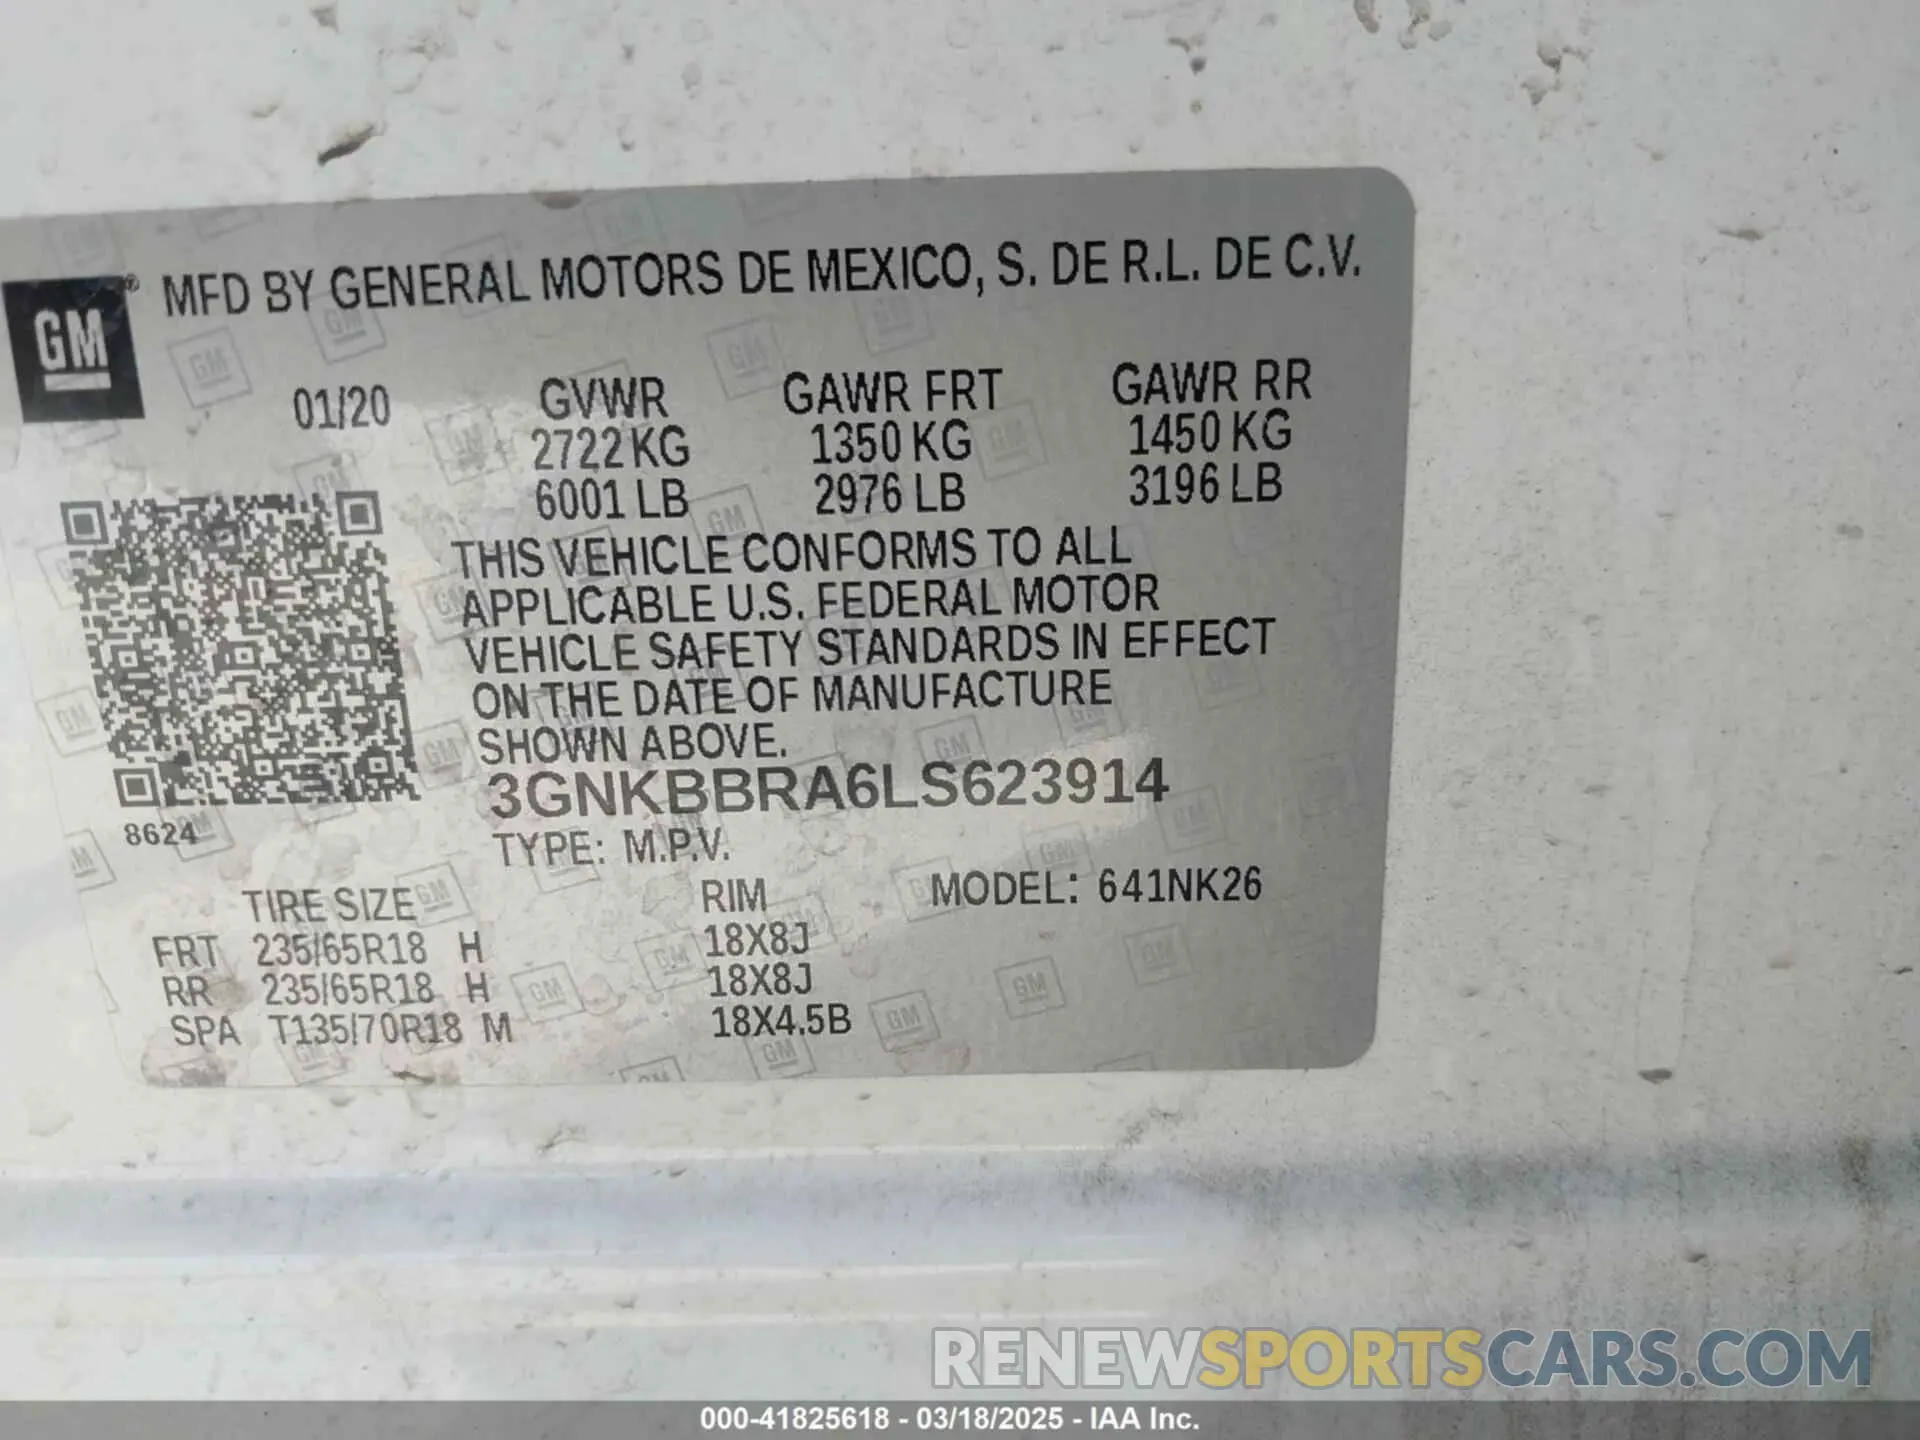 GM ® MFD BY GENERAL MOTORS DE MEXICO, S. DE R.L. DE C.V.
01/20 GVWR GAWR FRT GAWR RR
2722 KG 1350 KG 1450 KG
6001 LB 2976 LB 3196 LB
THIS VEHICLE CONFORMS TO ALL
APPLICABLE U.S. FEDERAL MOTOR
VEHICLE SAFETY STANDARDS IN EFFECT
ON THE DATE OF MANUFACTURE
SHOWN ABOVE.
3GNKBBRA6LS623914
8624
TYPE: M.P.V.
TIRE SIZE RIM MODEL: 641NK26
FRT 235/65R18 H 18X8J
RR 235/65R18 H 18X8J
SPA T135/70R18 M 18X4.5B
RENEWSPORTSCARS.COM
000-41825618 - 03/18/2025 - IAA Inc.